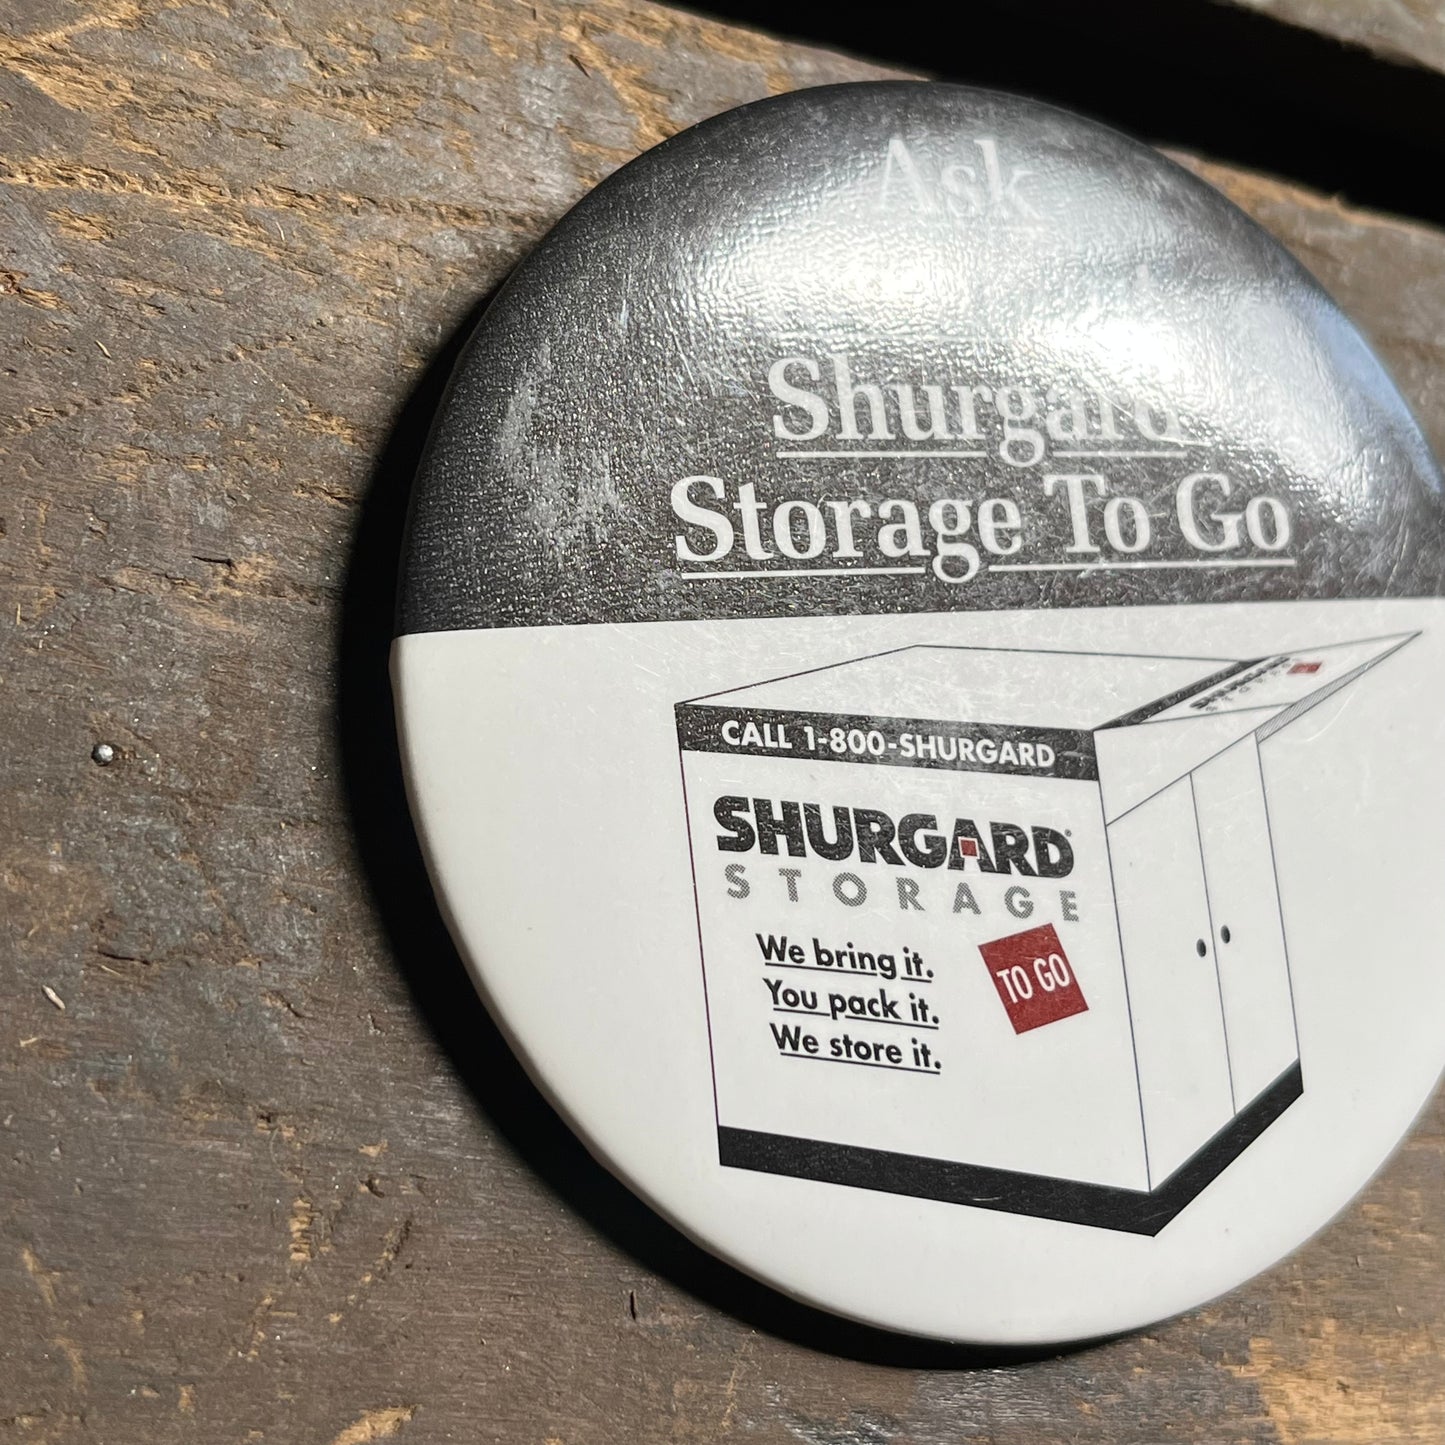 Ask
Shurgard
Storage To Go
CALL 1-800-SHURGARD
SHURGARD®
STORAGE
We bring it.
You pack it.
We store it.
TO GO
SHURGARD